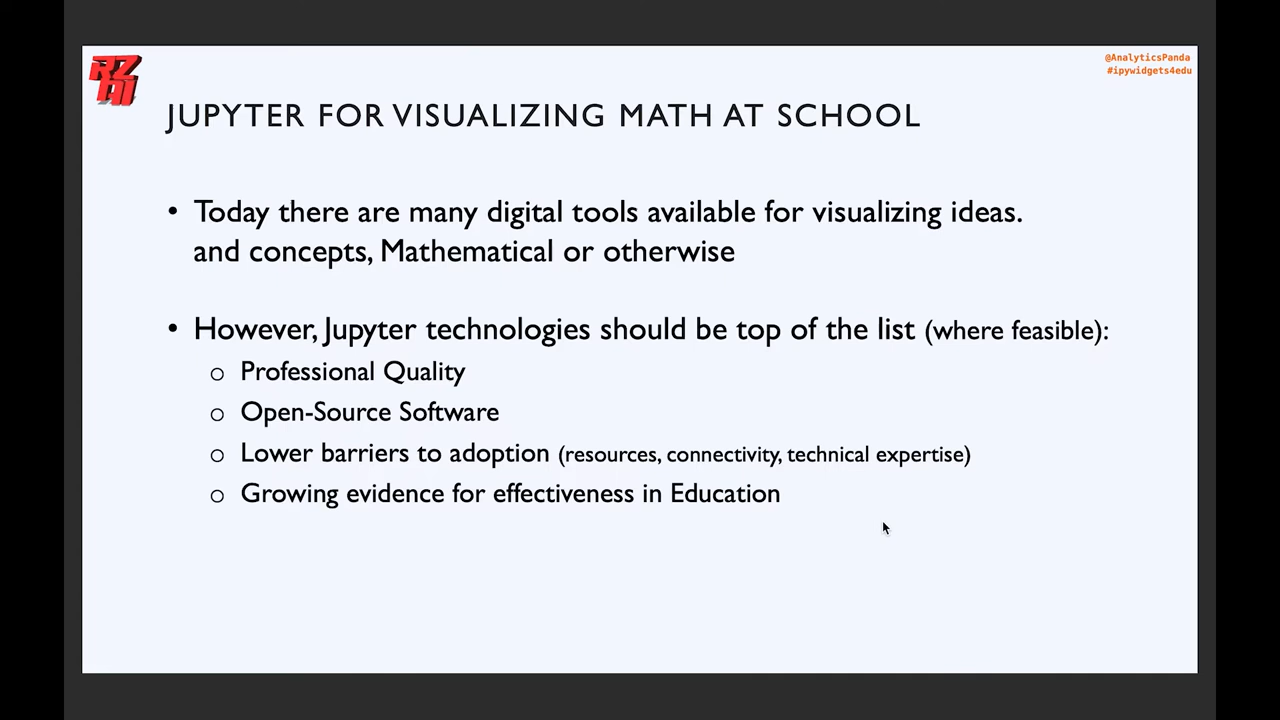 RZ
AI
@AnalyticsPanda
#ipywidgets4edu
JUPYTER FOR VISUALIZING MATH AT SCHOOL
• Today there are many digital tools available for visualizing ideas.
and concepts, Mathematical or otherwise
• However, Jupyter technologies should be top of the list (where feasible):
o Professional Quality
o Open-Source Software
o Lower barriers to adoption (resources, connectivity, technical expertise)
o Growing evidence for effectiveness in Education